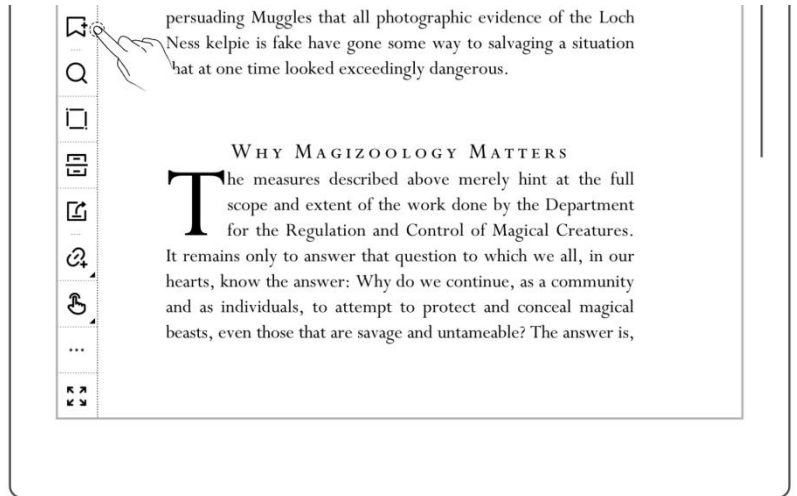 persuading Muggles that all photographic evidence of the Loch
Ness kelpie is fake have gone some way to salvaging a situation
hat at one time looked exceedingly dangerous.
WHY MAGIZOOLOGY MATTERS
The measures described above merely hint at the full
scope and extent of the work done by the Department
for the Regulation and Control of Magical Creatures.
It remains only to answer that question to which we all, in our
hearts, know the answer: Why do we continue, as a community
and as individuals, to attempt to protect and conceal magical
beasts, even those that are savage and untameable? The answer is,